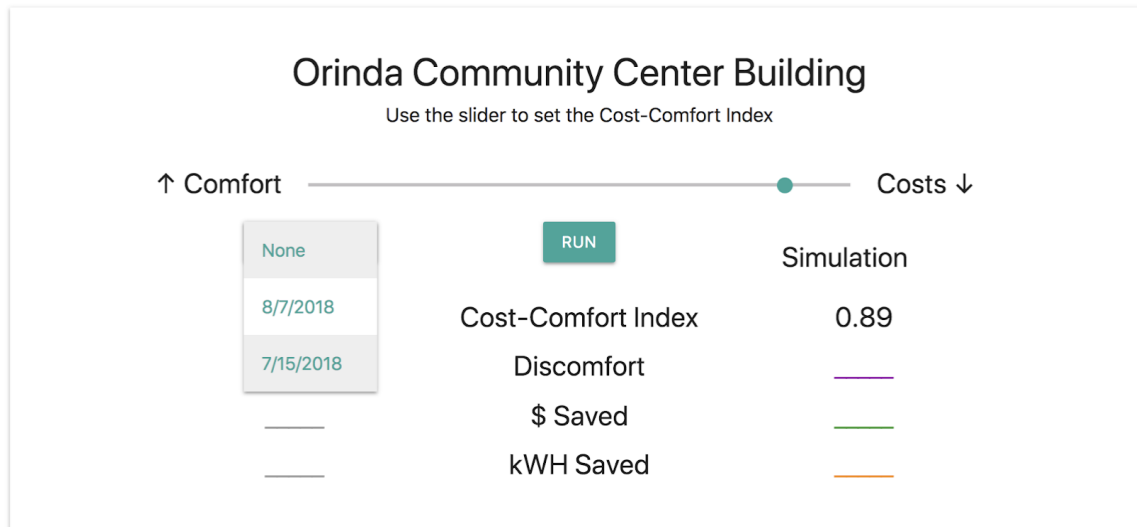 Orinda Community Center Building
Use the slider to set the Cost-Comfort Index
↑ Comfort
Costs ↓
None
8/7/2018
7/15/2018
RUN
Simulation
Cost-Comfort Index
0.89
Discomfort
$ Saved
kWH Saved